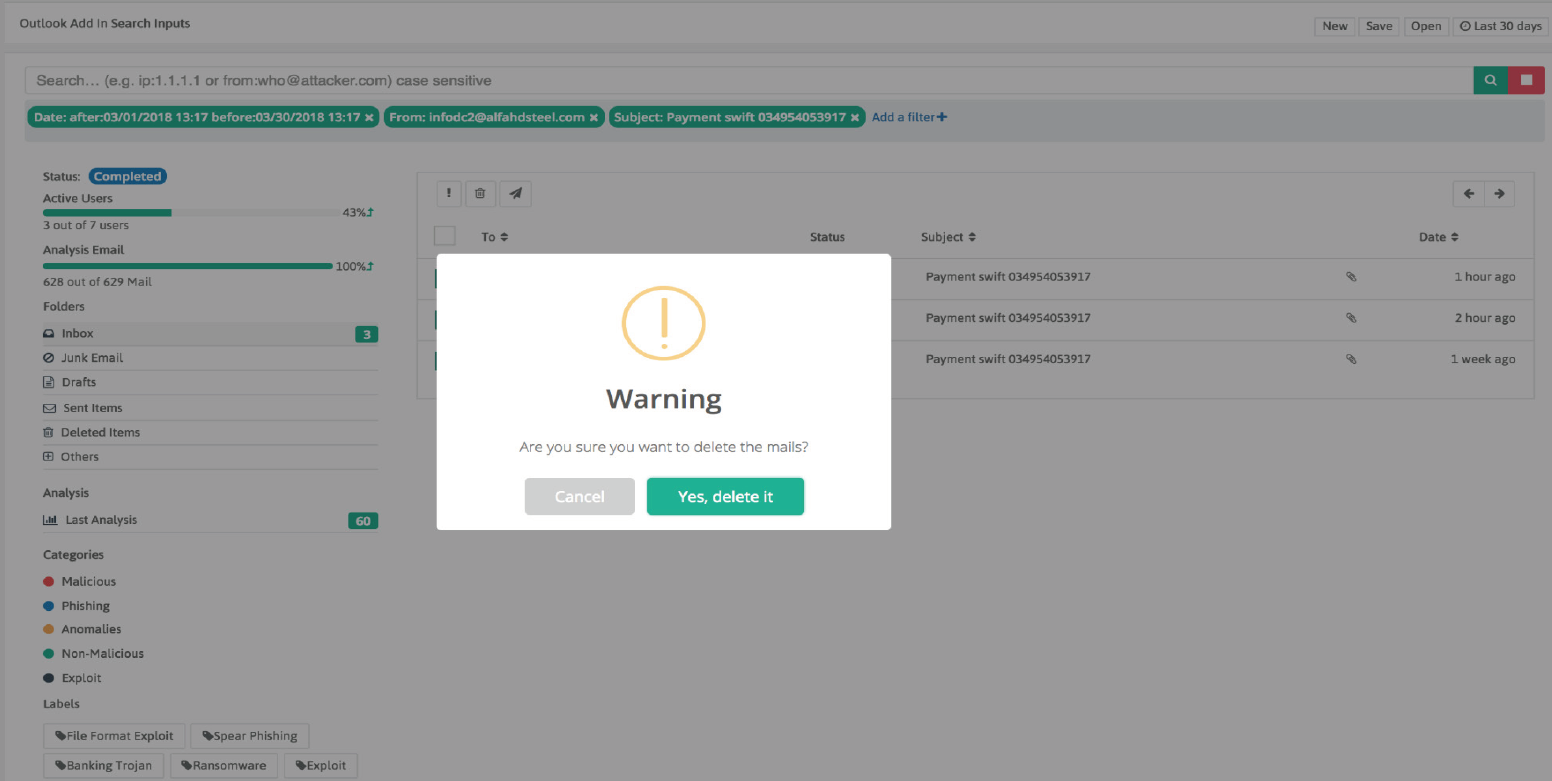 Outlook Add In Search Inputs
New Save Open Last 30 days
Search... (e.g. ip:1.1.1.1 or from:who@attacker.com) case sensitive
Date: after:03/01/2018 13:17 before:03/30/2018 13:17 × From: infodc2@alfahdsteel.com × Subject: Payment swift 034954053917 × Add a filter+
Status: Completed
Active Users
43%
3 out of 7 users
Analysis Email
100%
628 out of 629 Mail
Folders
Inbox 3
Junk Email
Drafts
Sent Items
Deleted Items
Others
Analysis
Last Analysis 60
Categories
Malicious
Phishing
Anomalies
Non-Malicious
Exploit
Labels
File Format Exploit Spear Phishing
Banking Trojan Ransomware Exploit
To Status Subject Date
Payment swift 034954053917 1 hour ago
Payment swift 034954053917 2 hour ago
Payment swift 034954053917 1 week ago
Warning
Are you sure you want to delete the mails?
Cancel Yes, delete it